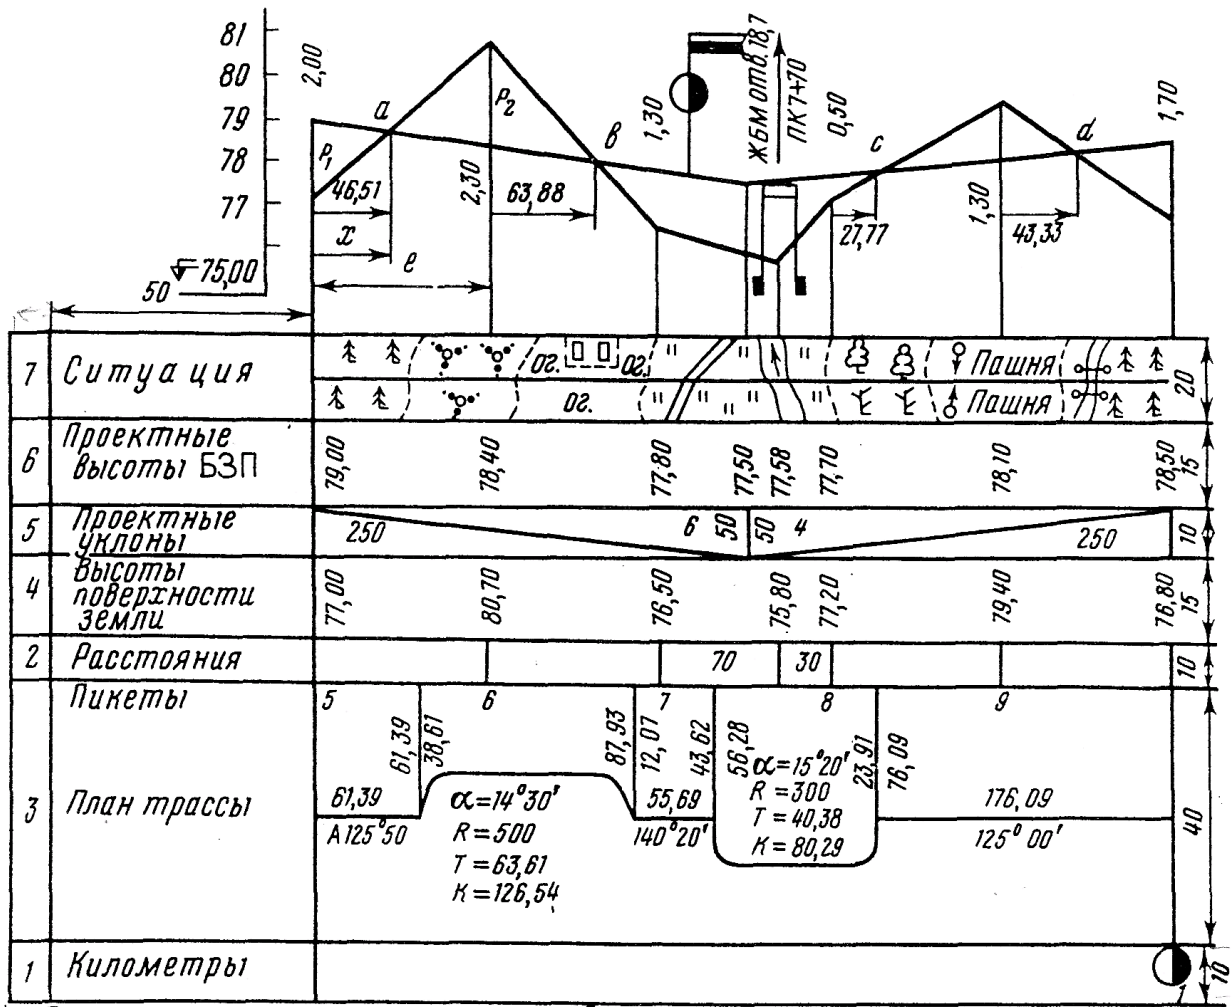 81
80
79
78
77
75,00
50
2,00
a
P₁
46,51
x
e
P₂
2,30
63,88
в
1,30
ЖБМ отв. 18,7
ПК7+70
0,50
c
27,77
1,30
43,33
d
1,70
7 Ситуация
ог. ог. Пашня
ог. Пашня
20
6 Проектные
высоты БЗП
79,00 78,40 77,80 77,50 77,58 77,70 78,10 78,50
15
5 Проектные
уклоны
250 6 50 50 4 250
10
4 Высоты
поверхности
земли
77,00 80,70 76,50 75,80 77,20 79,40 76,80
15
2 Расстояния
70 30
10
Пикеты
5 6 7 8 9
3 План трассы
61,39 38,61 87,93 12,07 43,62 56,28 23,91 76,09
61,39
А125°50
α=14°30'
R=500
T=63,61
K=126,54
55,69
140°20'
α=15°20'
R=300
T=40,38
K=80,29
176,09
125°00'
40
1 Километры
1
10